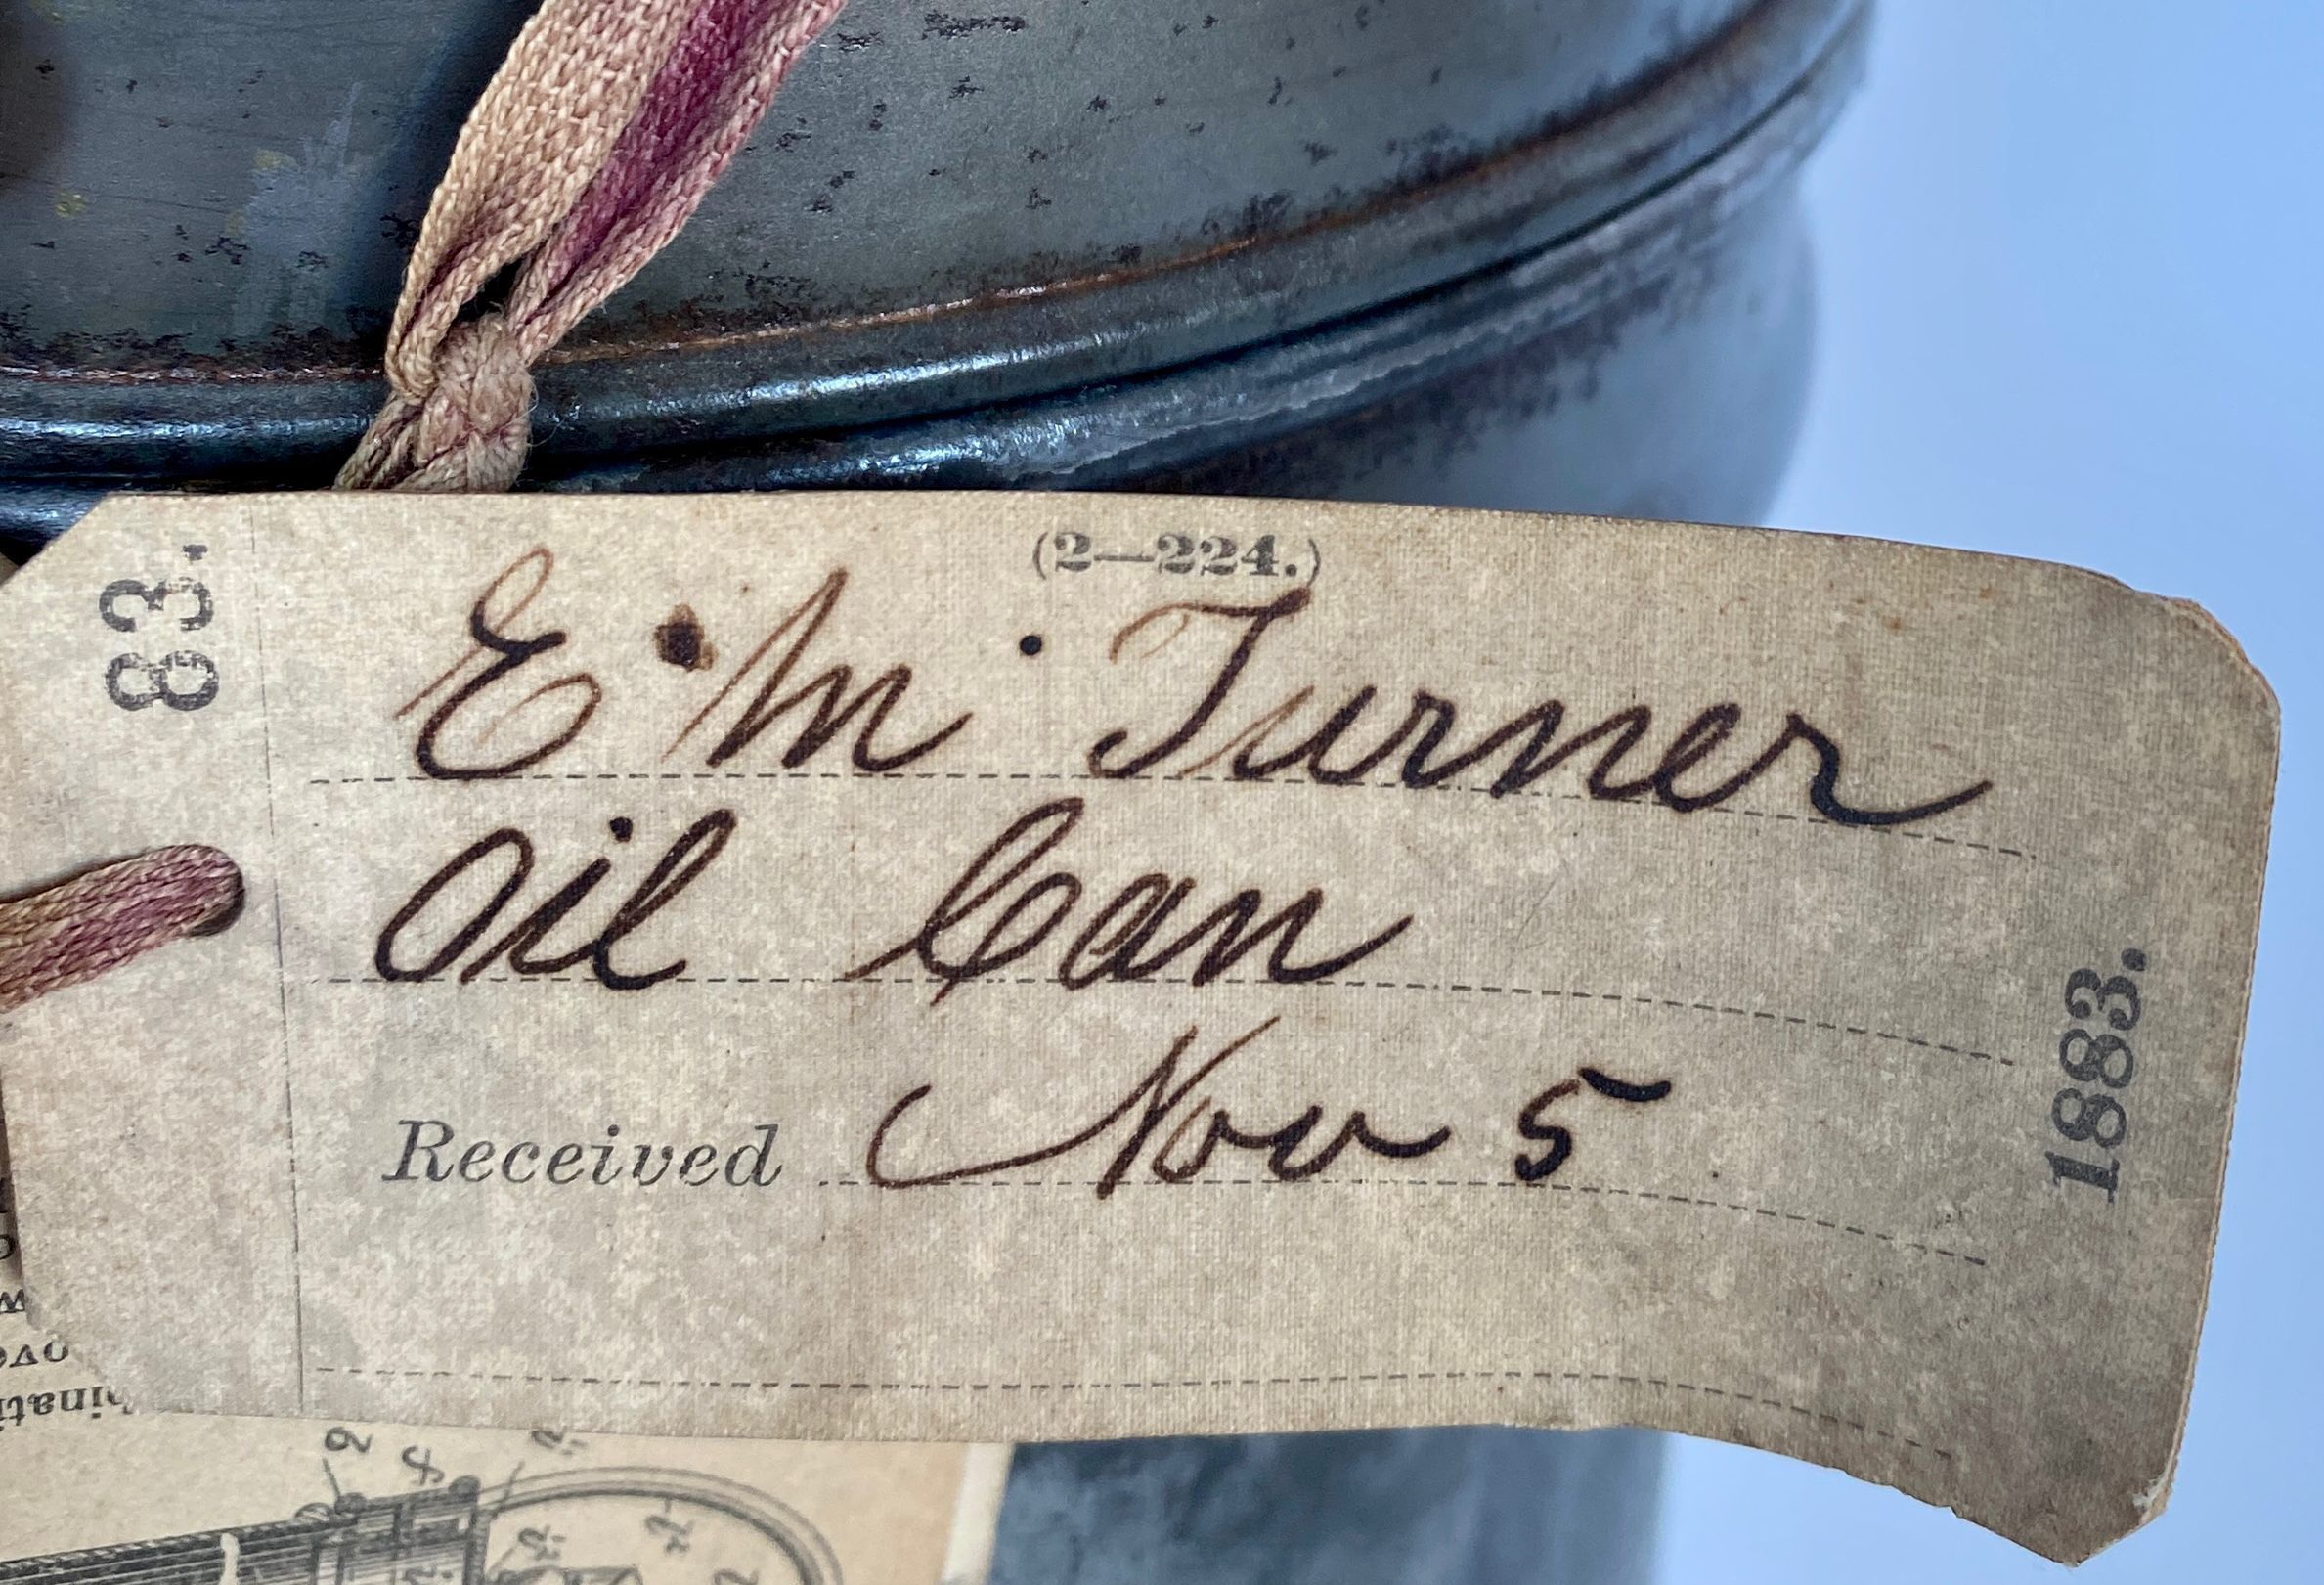 83.
(2—224.)
E. M. Turner
Oil Can
Received Nov 5
1883.